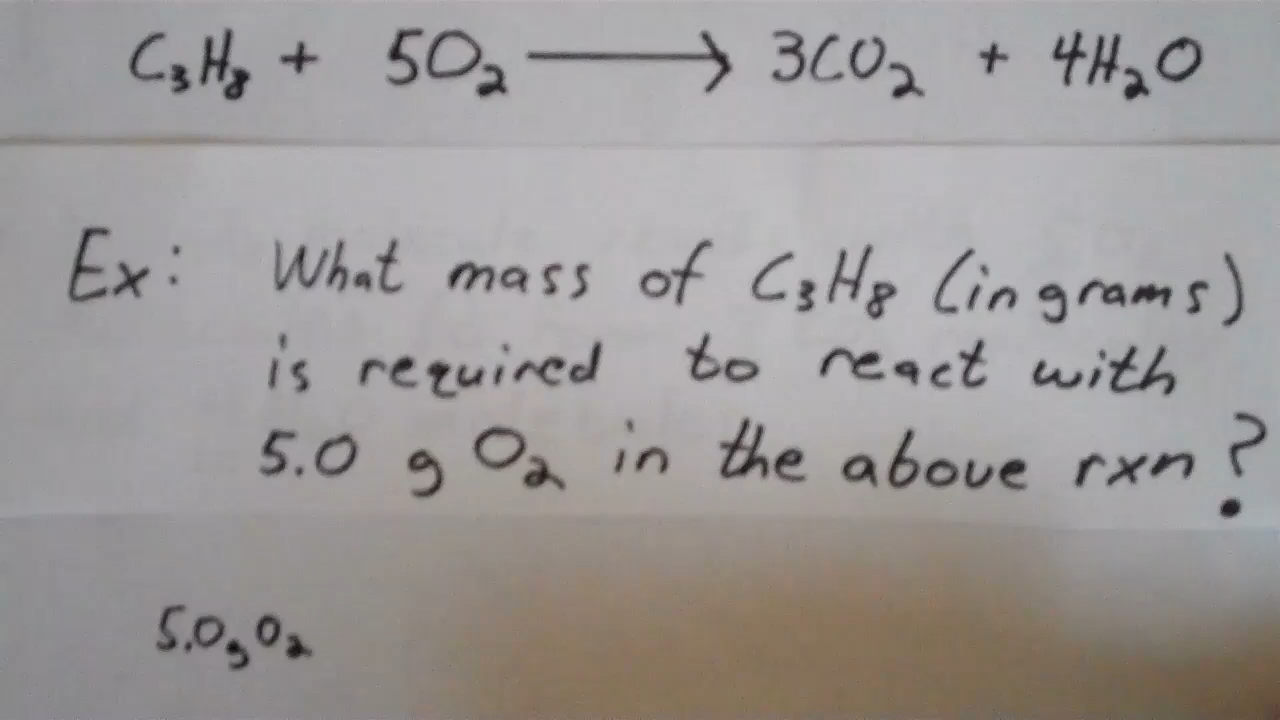 C₃H₈ + 5O₂ ⟶ 3CO₂ + 4H₂O
Ex: What mass of C₃H₈ (in grams)
is required to react with
5.0 g O₂ in the above rxn?
5.0g O₂